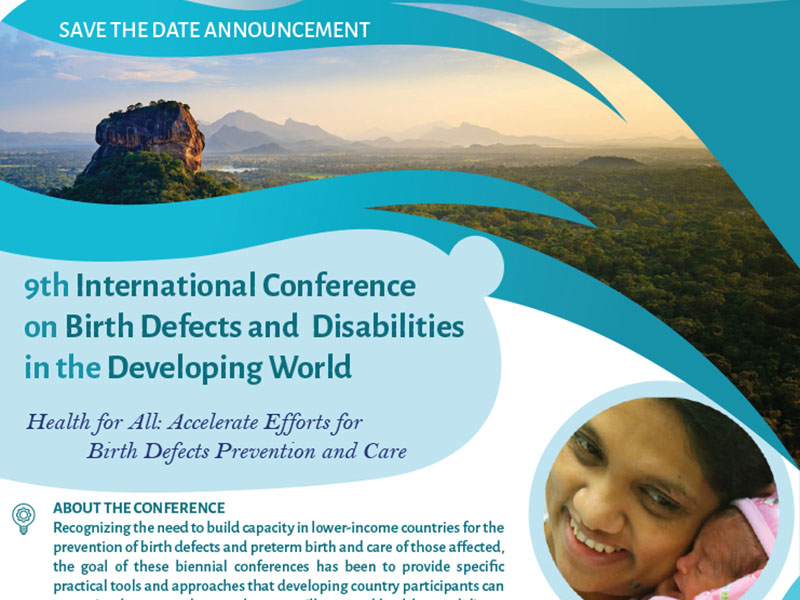 SAVE THE DATE ANNOUNCEMENT
9th International Conference
on Birth Defects and Disabilities
in the Developing World
Health for All: Accelerate Efforts for
Birth Defects Prevention and Care
ABOUT THE CONFERENCE
Recognizing the need to build capacity in lower-income countries for the
prevention of birth defects and preterm birth and care of those affected,
the goal of these biennial conferences has been to provide specific
practical tools and approaches that developing country participants can